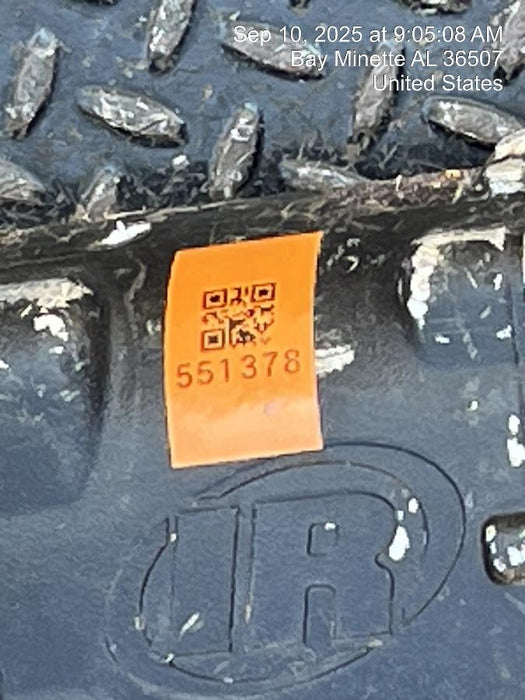 Sep 10, 2025 at 9:05:08 AM
Bay Minette AL 36507
United States
551378
IR